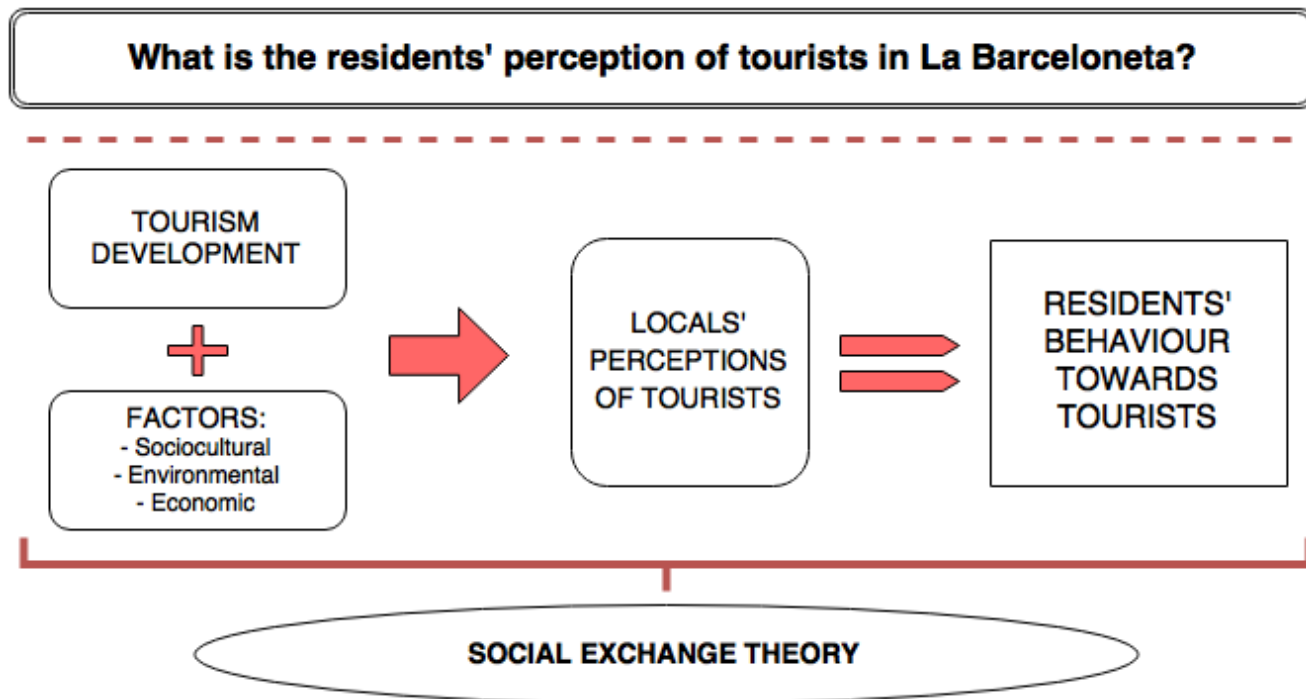 What is the residents' perception of tourists in La Barceloneta?
TOURISM
DEVELOPMENT
FACTORS:
- Sociocultural
- Environmental
- Economic
LOCALS'
PERCEPTIONS
OF TOURISTS
RESIDENTS'
BEHAVIOUR
TOWARDS
TOURISTS
SOCIAL EXCHANGE THEORY